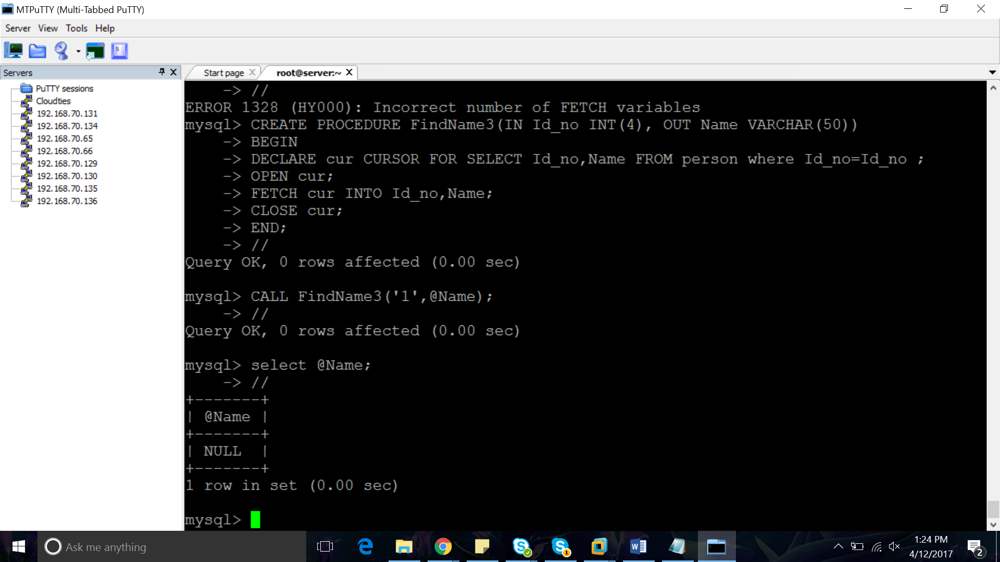 MTPuTTY (Multi-Tabbed PuTTY)
Server View Tools Help
Servers
PuTTY sessions
Cloudties
192.168.70.131
192.168.70.134
192.168.70.65
192.168.70.66
192.168.70.129
192.168.70.130
192.168.70.135
192.168.70.136
Start page root@server:~
-> //
ERROR 1328 (HY000): Incorrect number of FETCH variables
mysql> CREATE PROCEDURE FindName3(IN Id_no INT(4), OUT Name VARCHAR(50))
-> BEGIN
-> DECLARE cur CURSOR FOR SELECT Id_no,Name FROM person where Id_no=Id_no ;
-> OPEN cur;
-> FETCH cur INTO Id_no,Name;
-> CLOSE cur;
-> END;
-> //
Query OK, 0 rows affected (0.00 sec)
mysql> CALL FindName3('1',@Name);
-> //
Query OK, 0 rows affected (0.00 sec)
mysql> select @Name;
-> //
+-------+
| @Name |
+-------+
| NULL |
+-------+
1 row in set (0.00 sec)
mysql>
Ask me anything
1:24 PM
4/12/2017
2